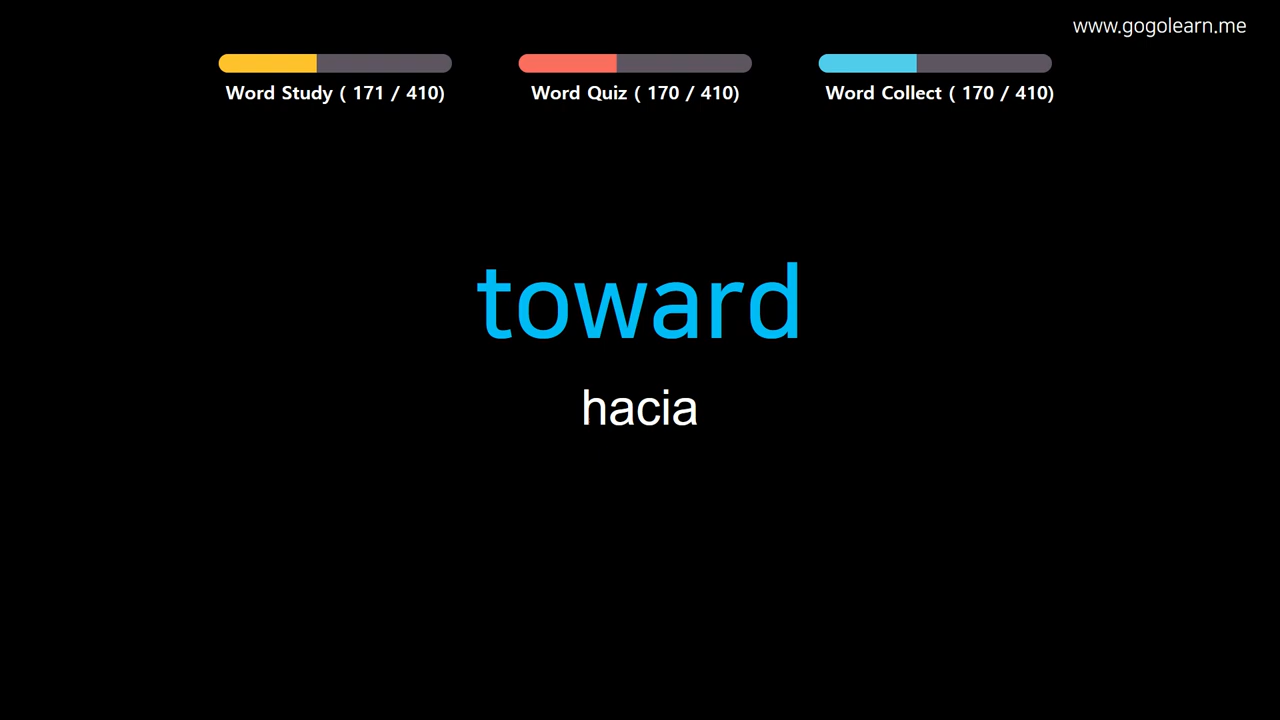 www.gogolearn.me
Word Study ( 171 / 410)
Word Quiz ( 170 / 410)
Word Collect ( 170 / 410)
toward
hacia